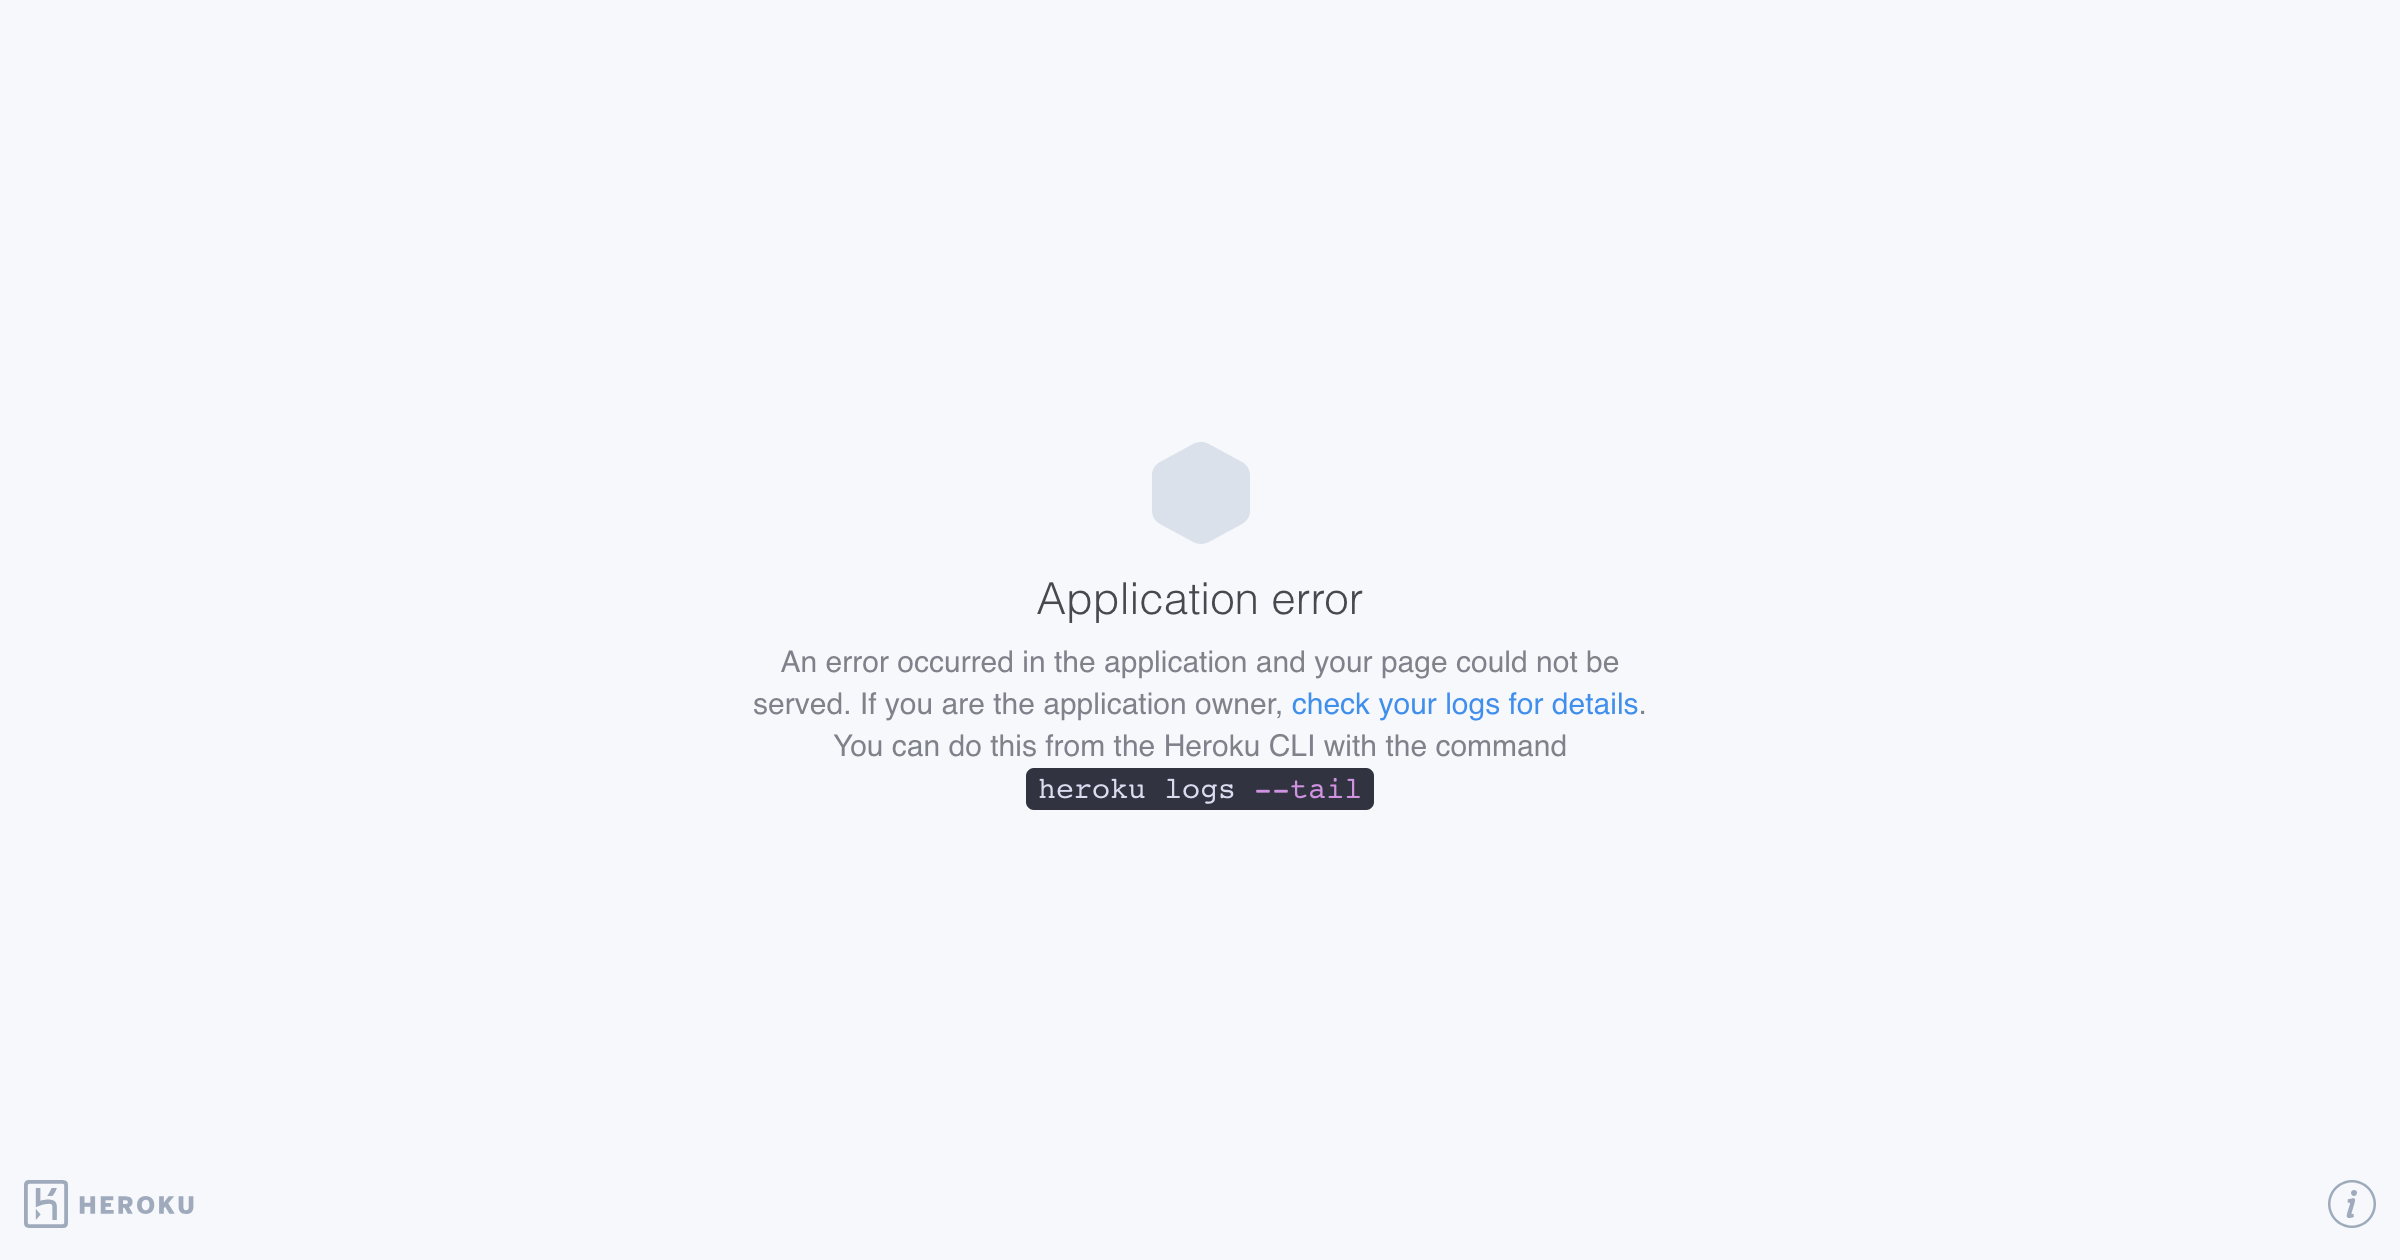 Application error
An error occurred in the application and your page could not be
served. If you are the application owner, check your logs for details.
You can do this from the Heroku CLI with the command
heroku logs --tail
HEROKU
i